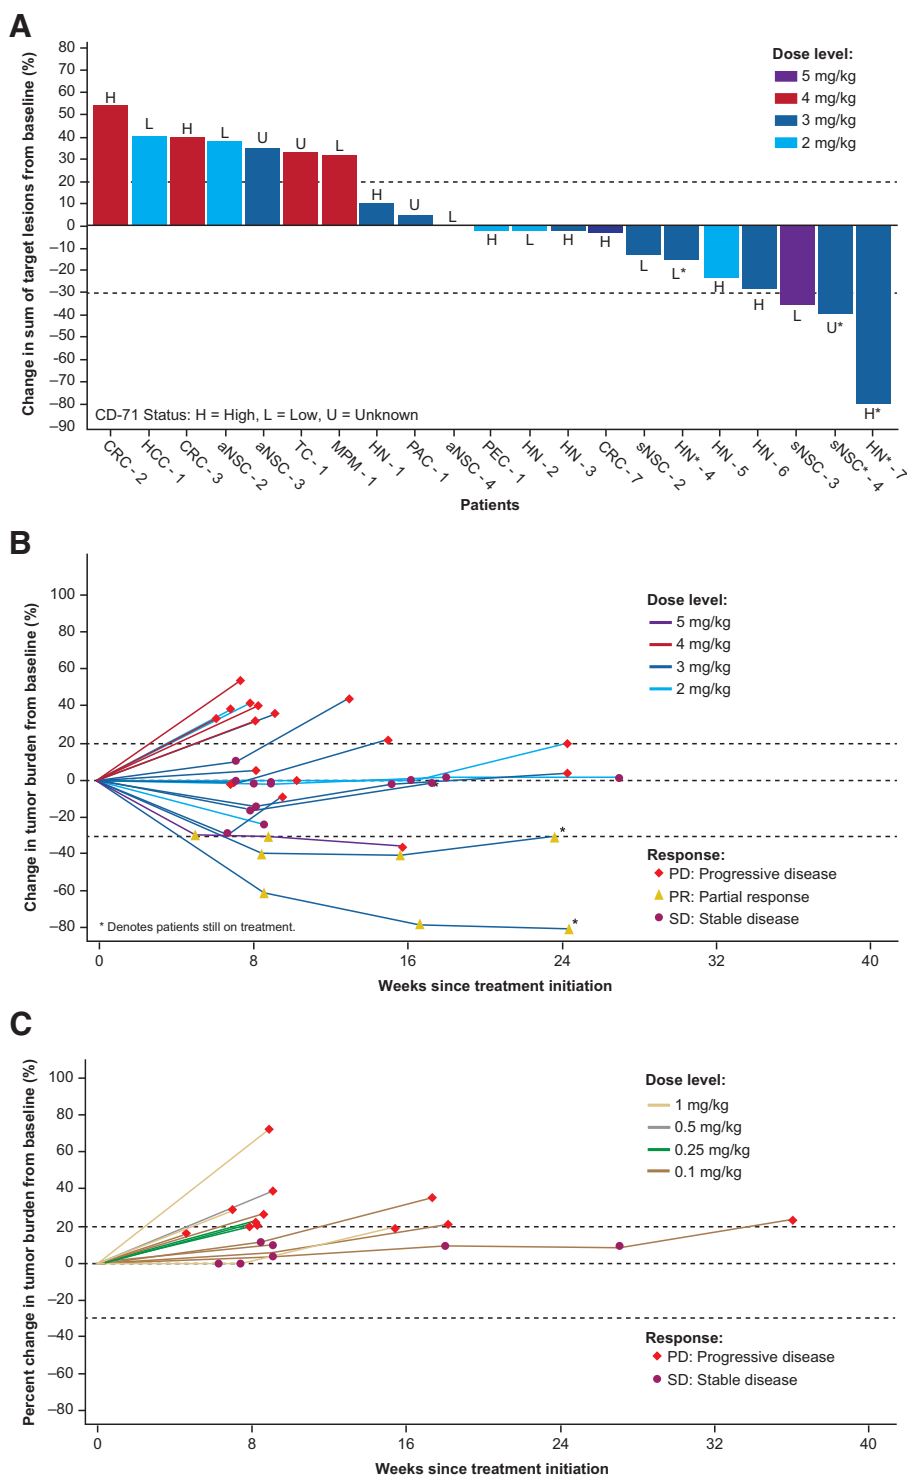 A
Change in sum of target lesions from baseline (%)
80
70
60
50
40
30
20
10
0
–10
–20
–30
–40
–50
–60
–70
–80
–90
Dose level:
5 mg/kg
4 mg/kg
3 mg/kg
2 mg/kg
H L H L U U L H U L H L H H L L* H H L U* H*
CD-71 Status: H = High, L = Low, U = Unknown
CRC - 2 HCC - 1 CRC - 3 aNSC - 2 aNSC - 3 TC - 1 MPM - 1 HN - 1 PAC - 1 aNSC - 4 PEC - 1 HN - 2 HN - 3 CRC - 7 sNSC - 2 HN* - 4 HN - 5 HN - 6 sNSC - 3 sNSC* - 4 HN* - 7
Patients
B
Change in tumor burden from baseline (%)
100
80
60
40
20
0
–20
–40
–60
–80
Dose level:
5 mg/kg
4 mg/kg
3 mg/kg
2 mg/kg
*
*
*
Response:
PD: Progressive disease
PR: Partial response
SD: Stable disease
* Denotes patients still on treatment.
0 8 16 24 32 40
Weeks since treatment initiation
C
Percent change in tumor burden from baseline (%)
100
80
60
40
20
0
–20
–40
–60
–80
Dose level:
1 mg/kg
0.5 mg/kg
0.25 mg/kg
0.1 mg/kg
Response:
PD: Progressive disease
SD: Stable disease
0 8 16 24 32 40
Weeks since treatment initiation